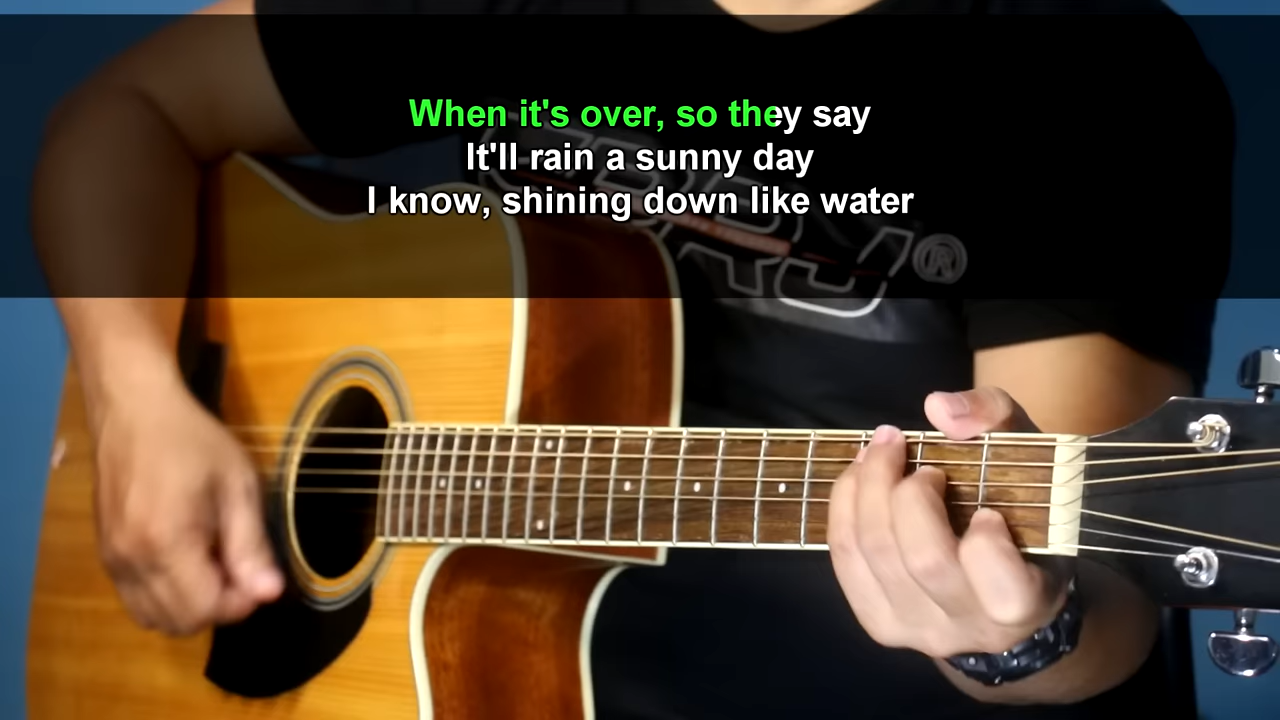 When it's over, so they say
It'll rain a sunny day
I know, shining down like water
®